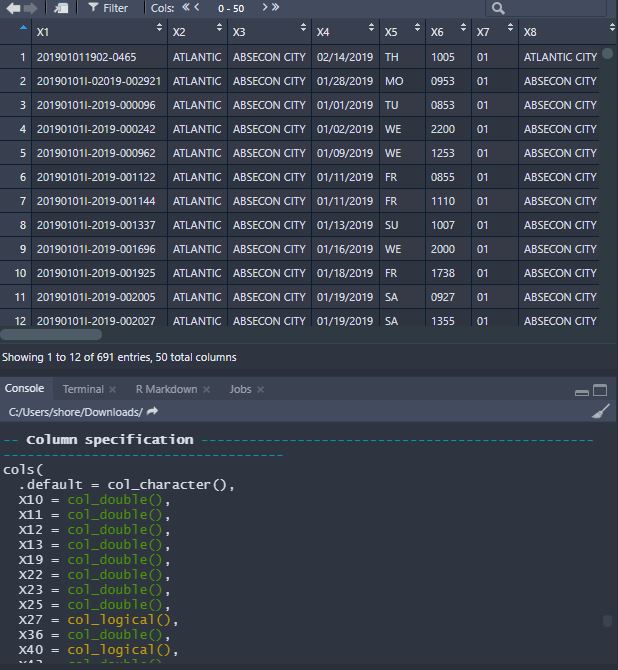 Filter Cols: « < 0 - 50 > »
X1 X2 X3 X4 X5 X6 X7 X8
1 201901011902-0465 ATLANTIC ABSECON CITY 02/14/2019 TH 1005 01 ATLANTIC CITY
2 20190101I-02019-002921 ATLANTIC ABSECON CITY 01/28/2019 MO 0953 01 ABSECON CITY
3 20190101I-2019-000096 ATLANTIC ABSECON CITY 01/01/2019 TU 0853 01 ABSECON CITY
4 20190101I-2019-000242 ATLANTIC ABSECON CITY 01/02/2019 WE 2200 01 ABSECON CITY
5 20190101I-2019-000962 ATLANTIC ABSECON CITY 01/09/2019 WE 1253 01 ABSECON CITY
6 20190101I-2019-001122 ATLANTIC ABSECON CITY 01/11/2019 FR 0855 01 ABSECON CITY
7 20190101I-2019-001144 ATLANTIC ABSECON CITY 01/11/2019 FR 1110 01 ABSECON CITY
8 20190101I-2019-001337 ATLANTIC ABSECON CITY 01/13/2019 SU 1007 01 ABSECON CITY
9 20190101I-2019-001696 ATLANTIC ABSECON CITY 01/16/2019 WE 2000 01 ABSECON CITY
10 20190101I-2019-001925 ATLANTIC ABSECON CITY 01/18/2019 FR 1738 01 ABSECON CITY
11 20190101I-2019-002005 ATLANTIC ABSECON CITY 01/19/2019 SA 0927 01 ABSECON CITY
12 20190101I-2019-002027 ATLANTIC ABSECON CITY 01/19/2019 SA 1355 01 ABSECON CITY
Showing 1 to 12 of 691 entries, 50 total columns
Console Terminal R Markdown Jobs
C:/Users/shore/Downloads/
-- Column specification -------------------------------------------------
-----------------------------------
cols(
.default = col_character(),
X10 = col_double(),
X11 = col_double(),
X12 = col_double(),
X13 = col_double(),
X19 = col_double(),
X22 = col_double(),
X23 = col_double(),
X25 = col_double(),
X27 = col_logical(),
X36 = col_double(),
X40 = col_logical(),
X43 = col_double(),